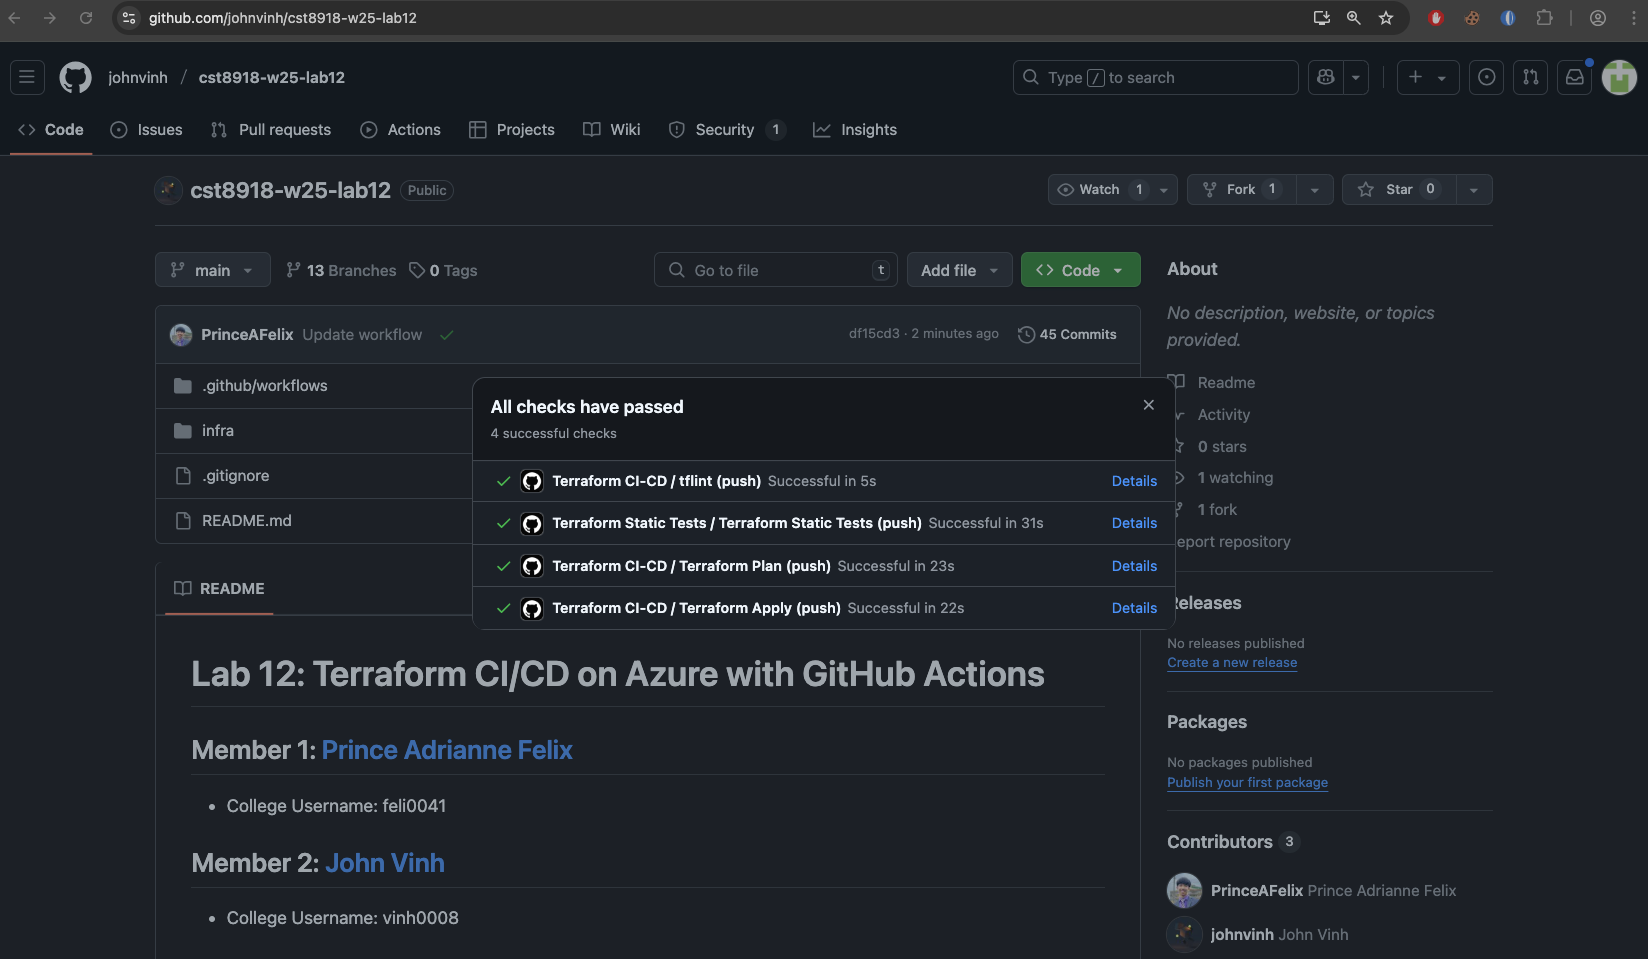 github.com/johnvinh/cst8918-w25-lab12
johnvinh / cst8918-w25-lab12
Type / to search
Code
Issues
Pull requests
Actions
Projects
Wiki
Security 1
Insights
cst8918-w25-lab12 Public
Watch 1
Fork 1
Star 0
main
13 Branches
0 Tags
Go to file t
Add file
Code
PrinceAFelix Update workflow
df15cd3 · 2 minutes ago
45 Commits
.github/workflows
infra
.gitignore
README.md
All checks have passed
4 successful checks
Terraform CI-CD / tflint (push) Successful in 5s Details
Terraform Static Tests / Terraform Static Tests (push) Successful in 31s Details
Terraform CI-CD / Terraform Plan (push) Successful in 23s Details
Terraform CI-CD / Terraform Apply (push) Successful in 22s Details
README
Lab 12: Terraform CI/CD on Azure with GitHub Actions
Member 1: Prince Adrianne Felix
• College Username: feli0041
Member 2: John Vinh
• College Username: vinh0008
About
No description, website, or topics
provided.
Readme
Activity
0 stars
1 watching
1 fork
eport repository
eleases
No releases published
Create a new release
Packages
No packages published
Publish your first package
Contributors 3
PrinceAFelix Prince Adrianne Felix
johnvinh John Vinh